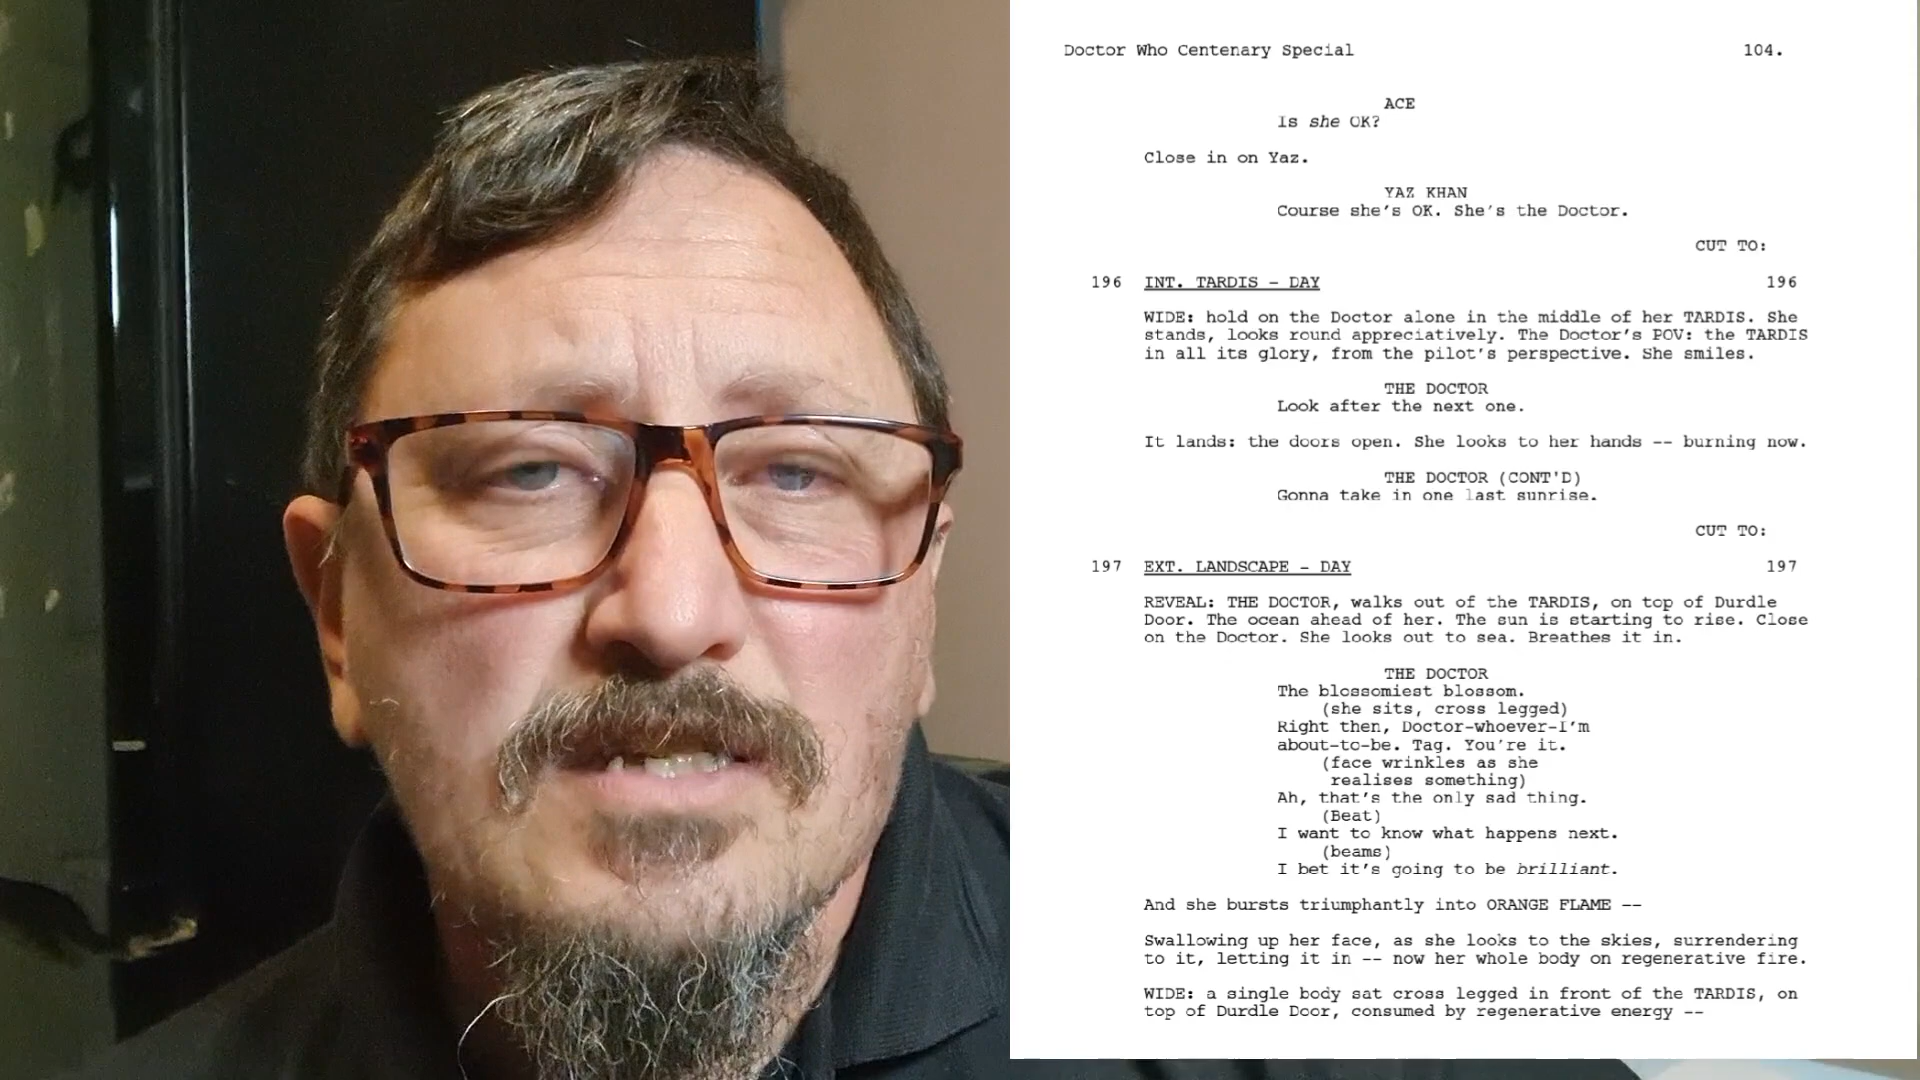 Doctor Who Centenary Special 104.
ACE
Is she OK?
Close in on Yaz.
YAZ KHAN
Course she's OK. She's the Doctor.
CUT TO:
196 INT. TARDIS - DAY 196
WIDE: hold on the Doctor alone in the middle of her TARDIS. She
stands, looks round appreciatively. The Doctor's POV: the TARDIS
in all its glory, from the pilot's perspective. She smiles.
THE DOCTOR
Look after the next one.
It lands: the doors open. She looks to her hands -- burning now.
THE DOCTOR (CONT'D)
Gonna take in one last sunrise.
CUT TO:
197 EXT. LANDSCAPE - DAY 197
REVEAL: THE DOCTOR, walks out of the TARDIS, on top of Durdle
Door. The ocean ahead of her. The sun is starting to rise. Close
on the Doctor. She looks out to sea. Breathes it in.
THE DOCTOR
The blossomiest blossom.
(she sits, cross legged)
Right then, Doctor-whoever-I'm
about-to-be. Tag. You're it.
(face wrinkles as she
realises something)
Ah, that's the only sad thing.
(Beat)
I want to know what happens next.
(beams)
I bet it's going to be brilliant.
And she bursts triumphantly into ORANGE FLAME --
Swallowing up her face, as she looks to the skies, surrendering
to it, letting it in -- now her whole body on regenerative fire.
WIDE: a single body sat cross legged in front of the TARDIS, on
top of Durdle Door, consumed by regenerative energy --